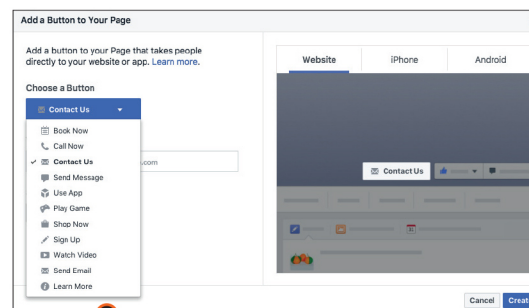 Add a Button to Your Page
Add a button to your Page that takes people
directly to your website or app. Learn more.
Choose a Button
Contact Us
Book Now
Call Now
Contact Us
Send Message
Use App
Play Game
Shop Now
Sign Up
Watch Video
Send Email
Learn More
.com
Website iPhone Android
Contact Us
Cancel